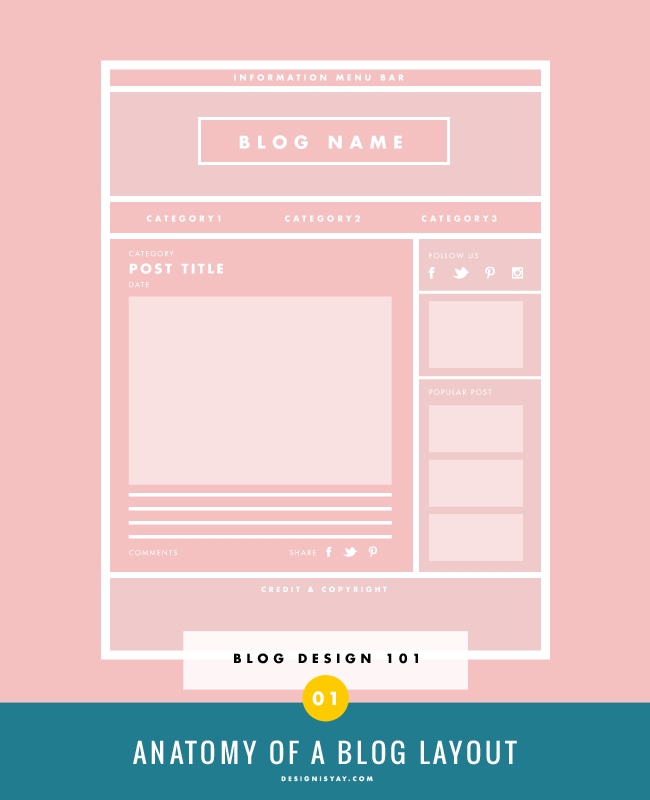 INFORMATION MENU BAR
BLOG NAME
CATEGORY1 CATEGORY2 CATEGORY3
CATEGORY
POST TITLE
DATE
FOLLOW US
POPULAR POST
COMMENTS SHARE
CREDIT & COPYRIGHT
BLOG DESIGN 101
01
ANATOMY OF A BLOG LAYOUT
DESIGNISYAY.COM